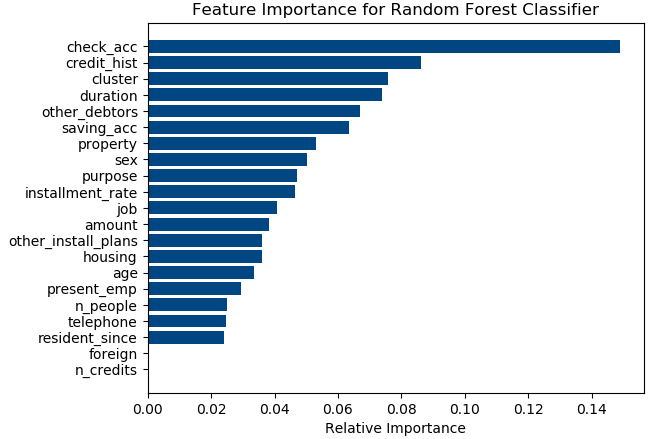 Feature Importance for Random Forest Classifier
check_acc
credit_hist
cluster
duration
other_debtors
saving_acc
property
sex
purpose
installment_rate
job
amount
other_install_plans
housing
age
present_emp
n_people
telephone
resident_since
foreign
n_credits
0.00 0.02 0.04 0.06 0.08 0.10 0.12 0.14
Relative Importance